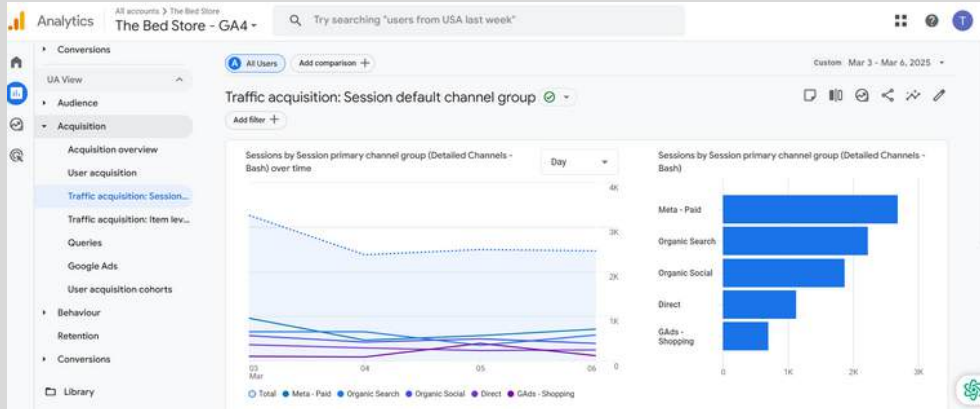 Analytics
All accounts > The Bed Store
The Bed Store - GA4
Try searching "users from USA last week"
T
Conversions
UA View
Audience
Acquisition
Acquisition overview
User acquisition
Traffic acquisition: Session...
Traffic acquisition: Item lev...
Queries
Google Ads
User acquisition cohorts
Behaviour
Retention
Conversions
Library
A All Users
Add comparison +
Custom Mar 3 - Mar 6, 2025
Traffic acquisition: Session default channel group
Add filter +
Sessions by Session primary channel group (Detailed Channels -
Bash) over time
Day
4K
3K
2K
1K
0
03
Mar
04
05
06
Total Meta - Paid Organic Search Organic Social Direct GAds - Shopping
Sessions by Session primary channel group (Detailed Channels -
Bash)
Meta - Paid
Organic Search
Organic Social
Direct
GAds -
Shopping
0 1K 2K 3K